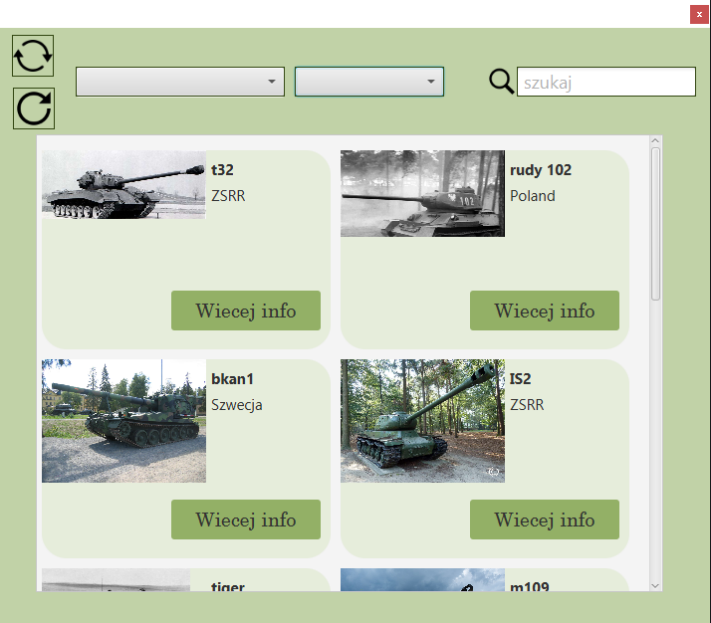 x
szukaj
t32
ZSRR
Wiecej info
rudy 102
Poland
102
Wiecej info
bkan1
Szwecja
Wiecej info
IS2
ZSRR
Wiecej info
tiger
m109